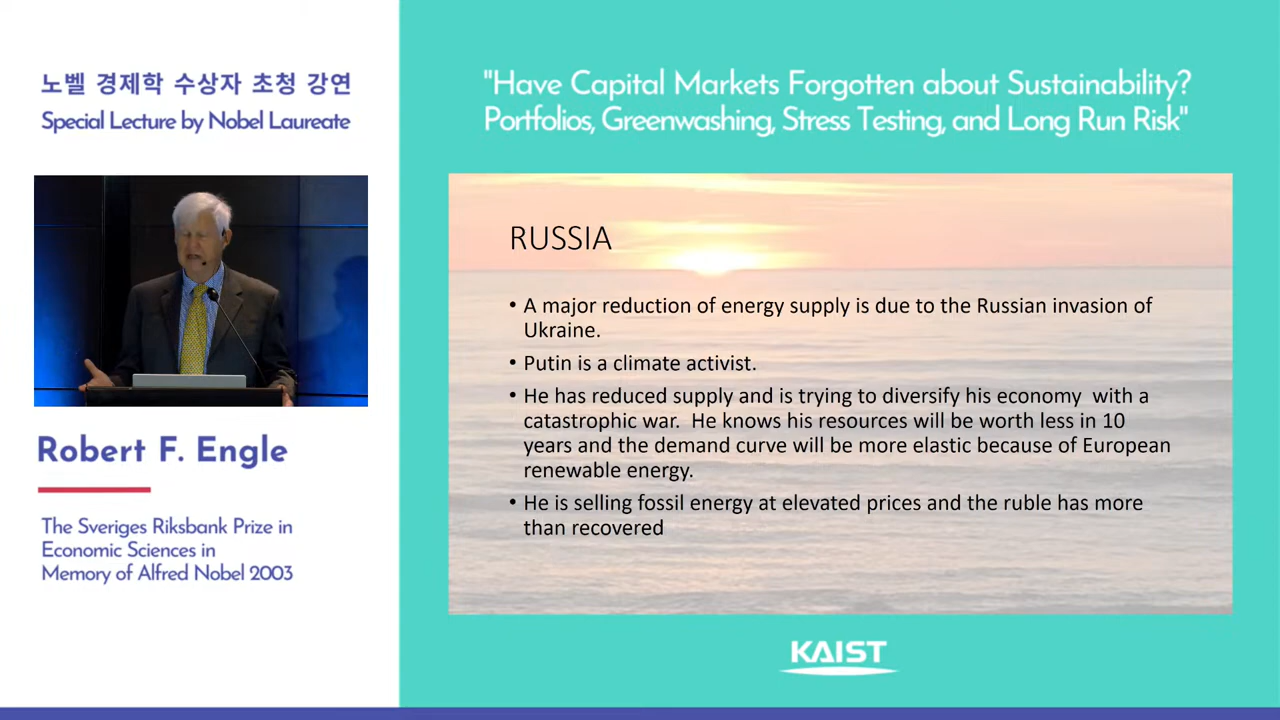 노벨 경제학 수상자 초청 강연
Special Lecture by Nobel Laureate
Robert F. Engle
The Sveriges Riksbank Prize in
Economic Sciences in
Memory of Alfred Nobel 2003
"Have Capital Markets Forgotten about Sustainability?
Portfolios, Greenwashing, Stress Testing, and Long Run Risk"
RUSSIA
• A major reduction of energy supply is due to the Russian invasion of
Ukraine.
• Putin is a climate activist.
• He has reduced supply and is trying to diversify his economy  with a
catastrophic war.  He knows his resources will be worth less in 10
years and the demand curve will be more elastic because of European
renewable energy.
• He is selling fossil energy at elevated prices and the ruble has more
than recovered
KAIST